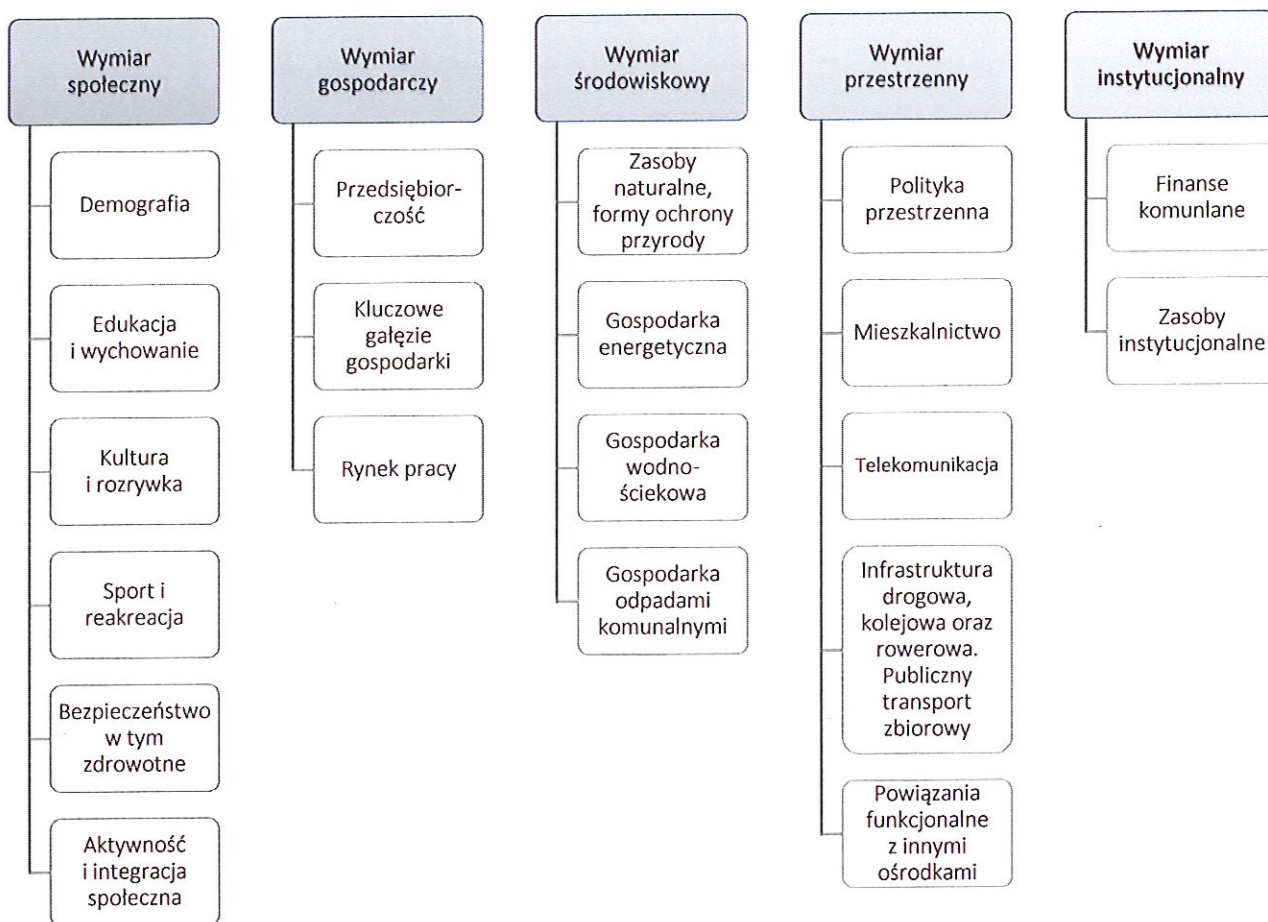 Wymiar
społeczny
Demografia
Edukacja
i wychowanie
Kultura
i rozrywka
Sport i
reakreacja
Bezpieczeństwo
w tym
zdrowotne
Aktywność
i integracja
społeczna
Wymiar
gospodarczy
Przedsiębior-
czość
Kluczowe
gałęzie
gospodarki
Rynek pracy
Wymiar
środowiskowy
Zasoby
naturalne,
formy ochrony
przyrody
Gospodarka
energetyczna
Gospodarka
wodno-
ściekowa
Gospodarka
odpadami
komunalnymi
Wymiar
przestrzenny
Polityka
przestrzenna
Mieszkalnictwo
Telekomunikacja
Infrastruktura
drogowa,
kolejowa oraz
rowerowa.
Publiczny
transport
zbiorowy
Powiązania
funkcjonalne
z innymi
ośrodkami
Wymiar
instytucjonalny
Finanse
komunlane
Zasoby
instytucjonalne